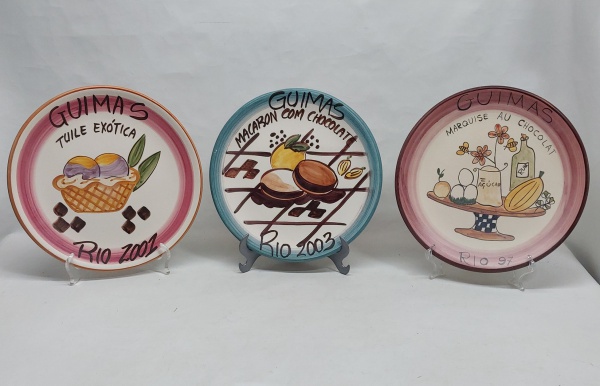 GUIMAS
TUILE EXÓTICA
RIO 2002
GUIMAS
MACARON COM CHOCOLATE
RIO 2003
GUIMAS
MARQUISE AU CHOCOLAT
RIO 97